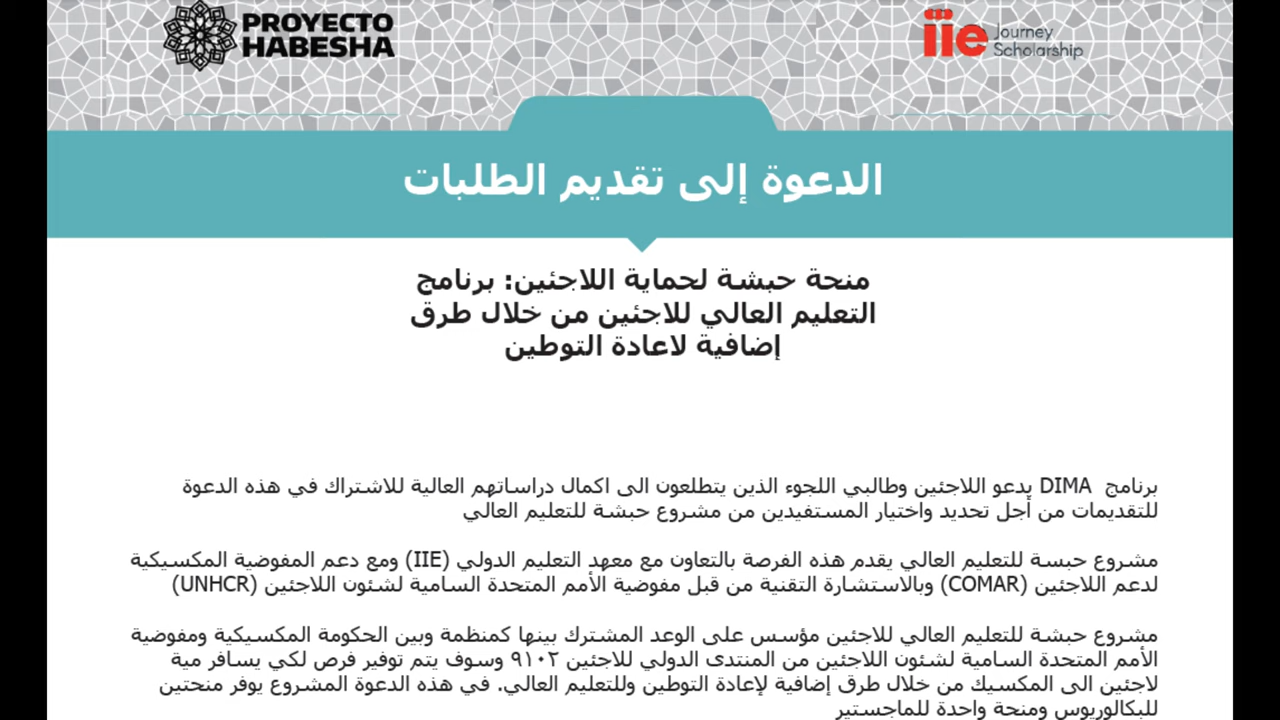 PROYECTO
HABESHA
iie Journey
Scholarship
الدعوة إلى تقديم الطلبات
منحة حبشة لحماية اللاجئين: برنامج
التعليم العالي للاجئين من خلال طرق
إضافية لاعادة التوطين
برنامج DIMA يدعو اللاجئين وطالبي اللجوء الذين يتطلعون الى اكمال دراساتهم العالية للاشتراك في هذه الدعوة
للتقديمات من أجل تحديد واختيار المستفيدين من مشروع حبشة للتعليم العالي
مشروع حبسة للتعليم العالي يقدم هذه الفرصة بالتعاون مع معهد التعليم الدولي (IIE) ومع دعم المفوضية المكسيكية
لدعم اللاجئين (COMAR) وبالاستشارة التقنية من قبل مفوضية الأمم المتحدة السامية لشئون اللاجئين (UNHCR)
مشروع حبشة للتعليم العالي للاجئين مؤسس على الوعد المشترك بينها كمنظمة وبين الحكومة المكسيكية ومفوضية
الأمم المتحدة السامية لشئون اللاجئين من المنتدى الدولي للاجئين ٩١٠٢ وسوف يتم توفير فرص لكي يسافر مية
لاجئين الى المكسيك من خلال طرق إضافية لإعادة التوطين وللتعليم العالي. في هذه الدعوة المشروع يوفر منحتين
للبكالوريوس ومنحة واحدة للماجستير